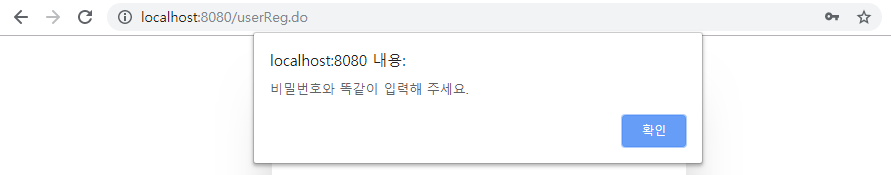 localhost:8080/userReg.do
localhost:8080 내용:
비밀번호와 똑같이 입력해 주세요.
확인